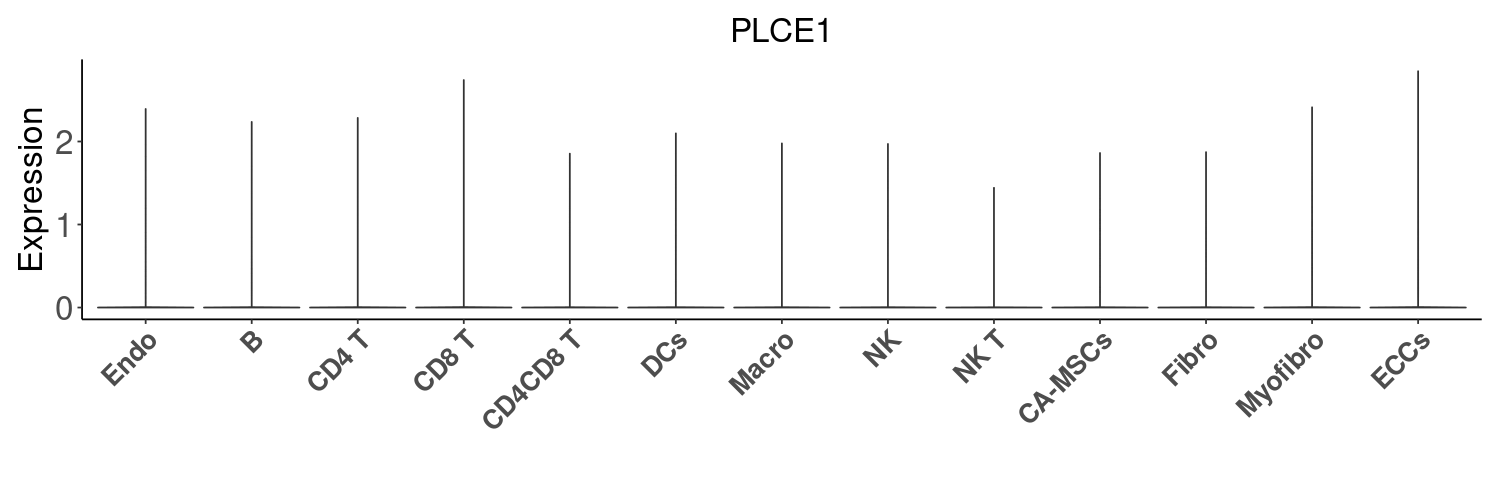 PLCE1
Expression
2
1
0
Endo
B
CD4 T
CD8 T
CD4CD8 T
DCs
Macro
NK
NK T
CA-MSCs
Fibro
Myofibro
ECCs